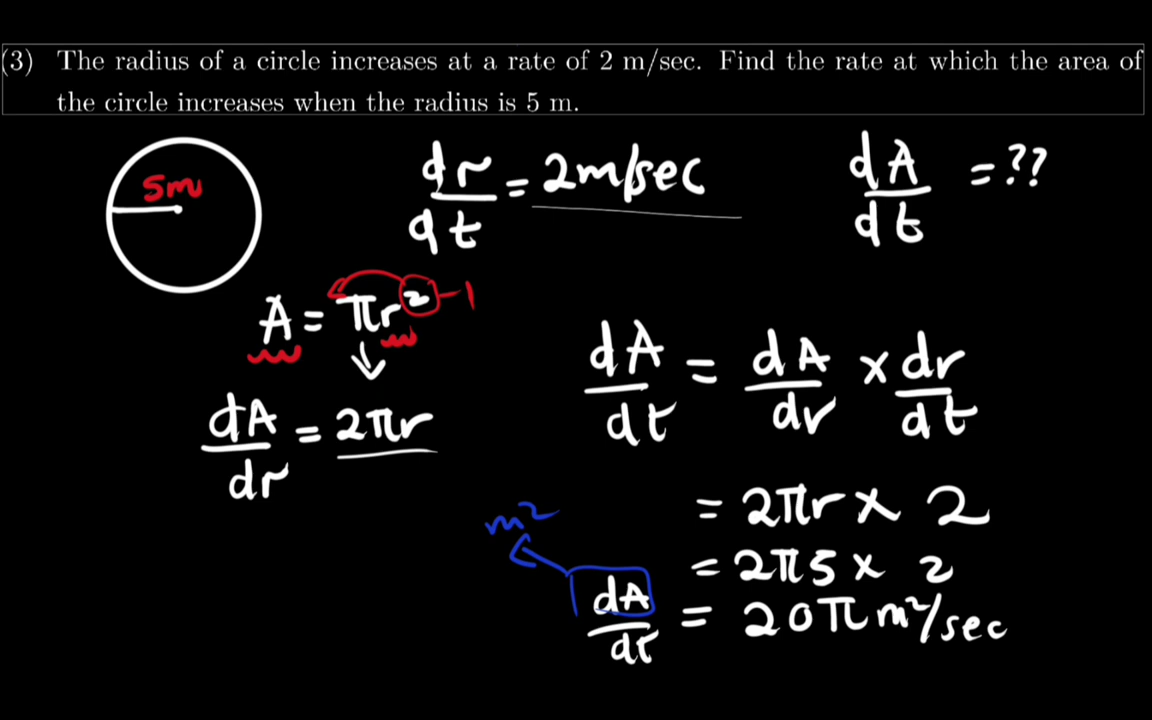 (3) The radius of a circle increases at a rate of 2 m/sec. Find the rate at which the area of
the circle increases when the radius is 5 m.
5m
dr/dt = 2m/sec
dA/dt = ??
A = πr² -1
dA/dr = 2πr
dA/dt = dA/dr × dr/dt
= 2πr × 2
= 2π5 × 2
m²
dA/dt = 20π m²/sec